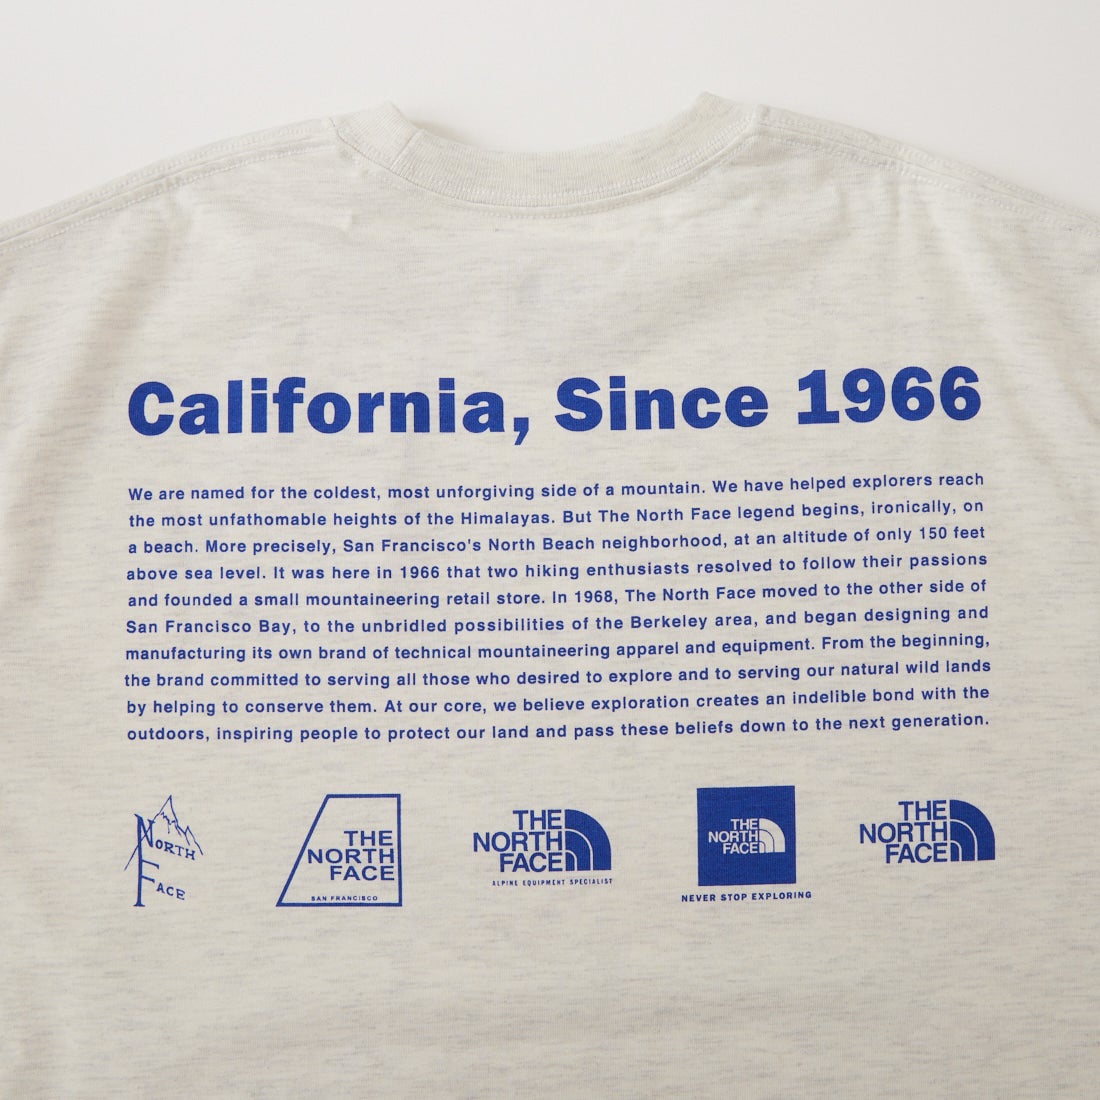 California, Since 1966
We are named for the coldest, most unforgiving side of a mountain. We have helped explorers reach
the most unfathomable heights of the Himalayas. But The North Face legend begins, ironically, on
a beach. More precisely, San Francisco's North Beach neighborhood, at an altitude of only 150 feet
above sea level. It was here in 1966 that two hiking enthusiasts resolved to follow their passions
and founded a small mountaineering retail store. In 1968, The North Face moved to the other side of
San Francisco Bay, to the unbridled possibilities of the Berkeley area, and began designing and
manufacturing its own brand of technical mountaineering apparel and equipment. From the beginning,
the brand committed to serving all those who desired to explore and to serving our natural wild lands
by helping to conserve them. At our core, we believe exploration creates an indelible bond with the
outdoors, inspiring people to protect our land and pass these beliefs down to the next generation.
NORTH
FACE
THE
NORTH
FACE
SAN FRANCISCO
THE
NORTH
FACE
ALPINE EQUIPMENT SPECIALIST
THE
NORTH
FACE
NEVER STOP EXPLORING
THE
NORTH
FACE